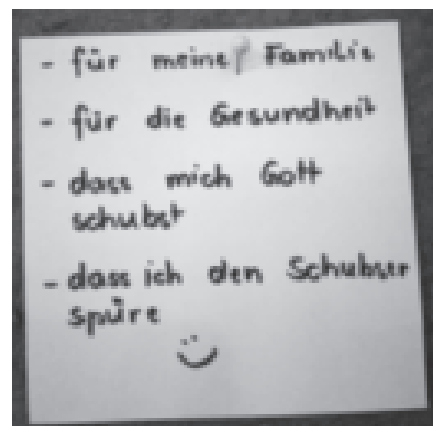 - für meine Familie
- für die Gesundheit
- dass mich Gott
schubst
- dass ich den Schubser
spüre